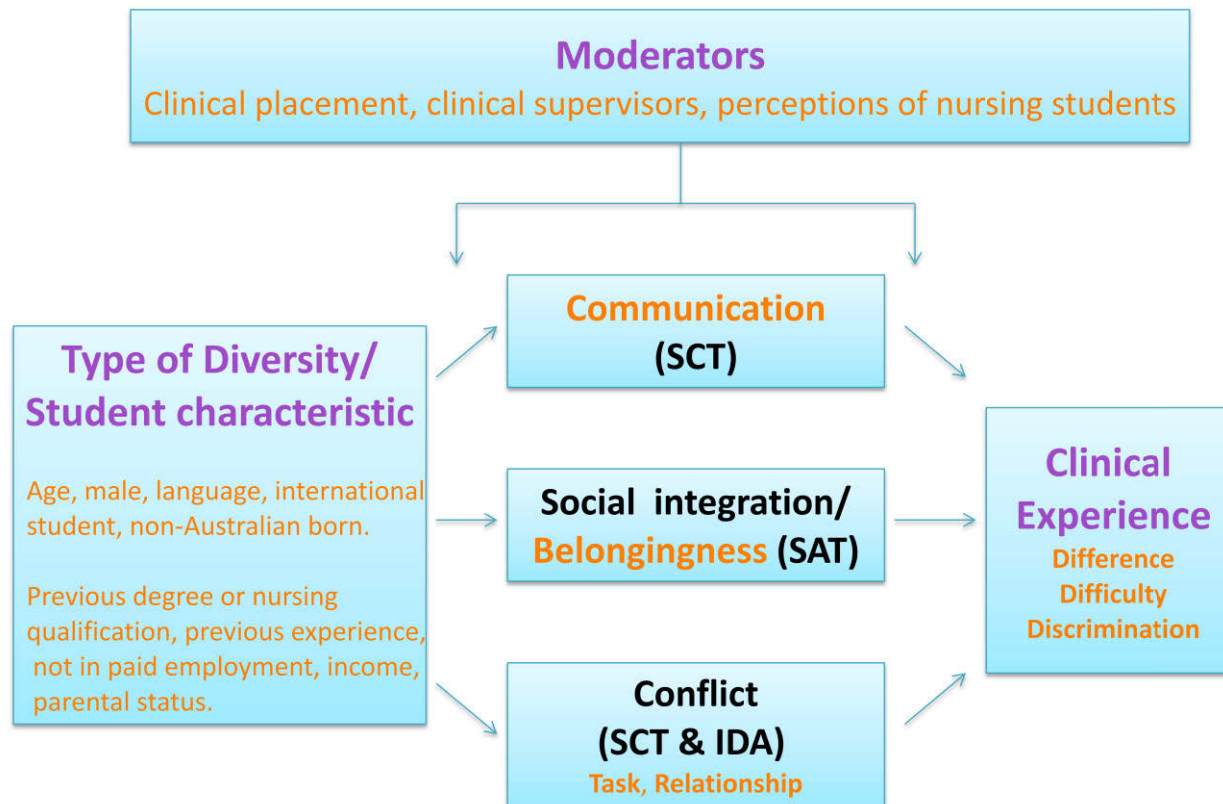 Moderators
Clinical placement, clinical supervisors, perceptions of nursing students
Type of Diversity/
Student characteristic
Age, male, language, international
student, non-Australian born.
Previous degree or nursing
qualification, previous experience,
not in paid employment, income,
parental status.
Communication
(SCT)
Social integration/
Belongingness (SAT)
Conflict
(SCT & IDA)
Task, Relationship
Clinical
Experience
Difference
Difficulty
Discrimination